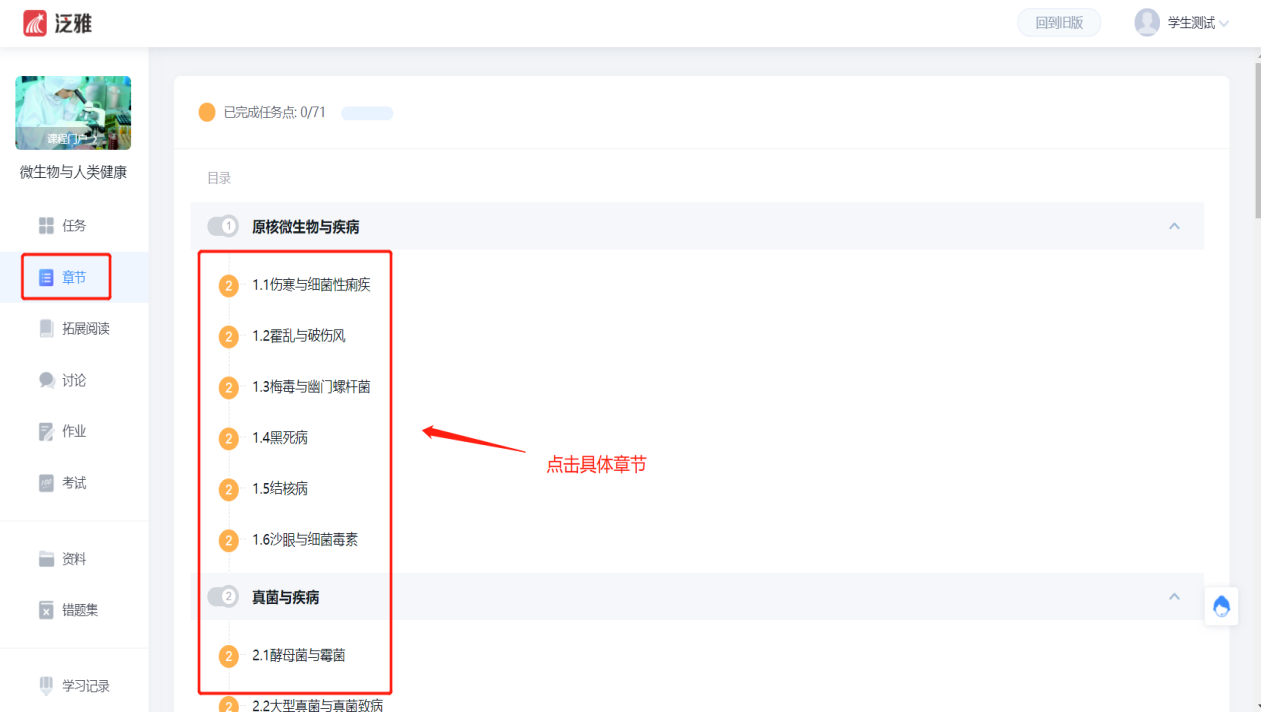 泛雅
回到旧版
学生测试
课程门户
微生物与人类健康
任务
章节
拓展阅读
讨论
作业
考试
资料
错题集
学习记录
已完成任务点: 0/71
目录
1 原核微生物与疾病
2 1.1伤寒与细菌性痢疾
2 1.2霍乱与破伤风
2 1.3梅毒与幽门螺杆菌
2 1.4黑死病
2 1.5结核病
2 1.6沙眼与细菌毒素
2 真菌与疾病
2 2.1酵母菌与霉菌
2 2.2大型真菌与真菌致病
点击具体章节